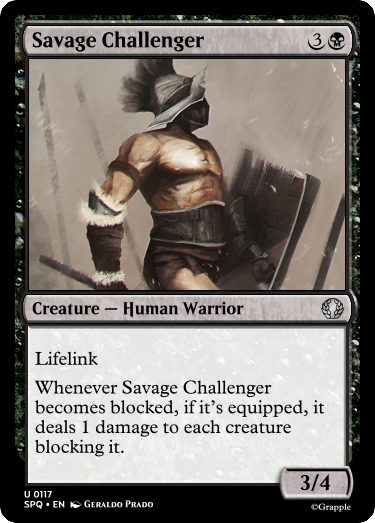 Savage Challenger 3
Creature — Human Warrior
Lifelink
Whenever Savage Challenger
becomes blocked, if it's equipped, it
deals 1 damage to each creature
blocking it.
3/4
U 0117
SPQ • EN Geraldo Prado
©Grapple